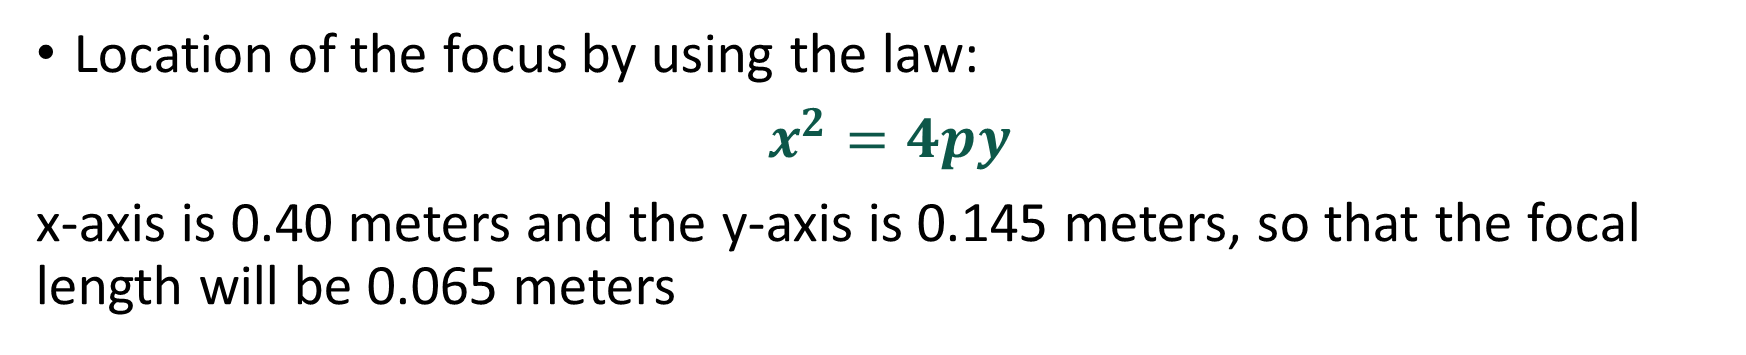 • Location of the focus by using the law:
x² = 4py
x-axis is 0.40 meters and the y-axis is 0.145 meters, so that the focal
length will be 0.065 meters